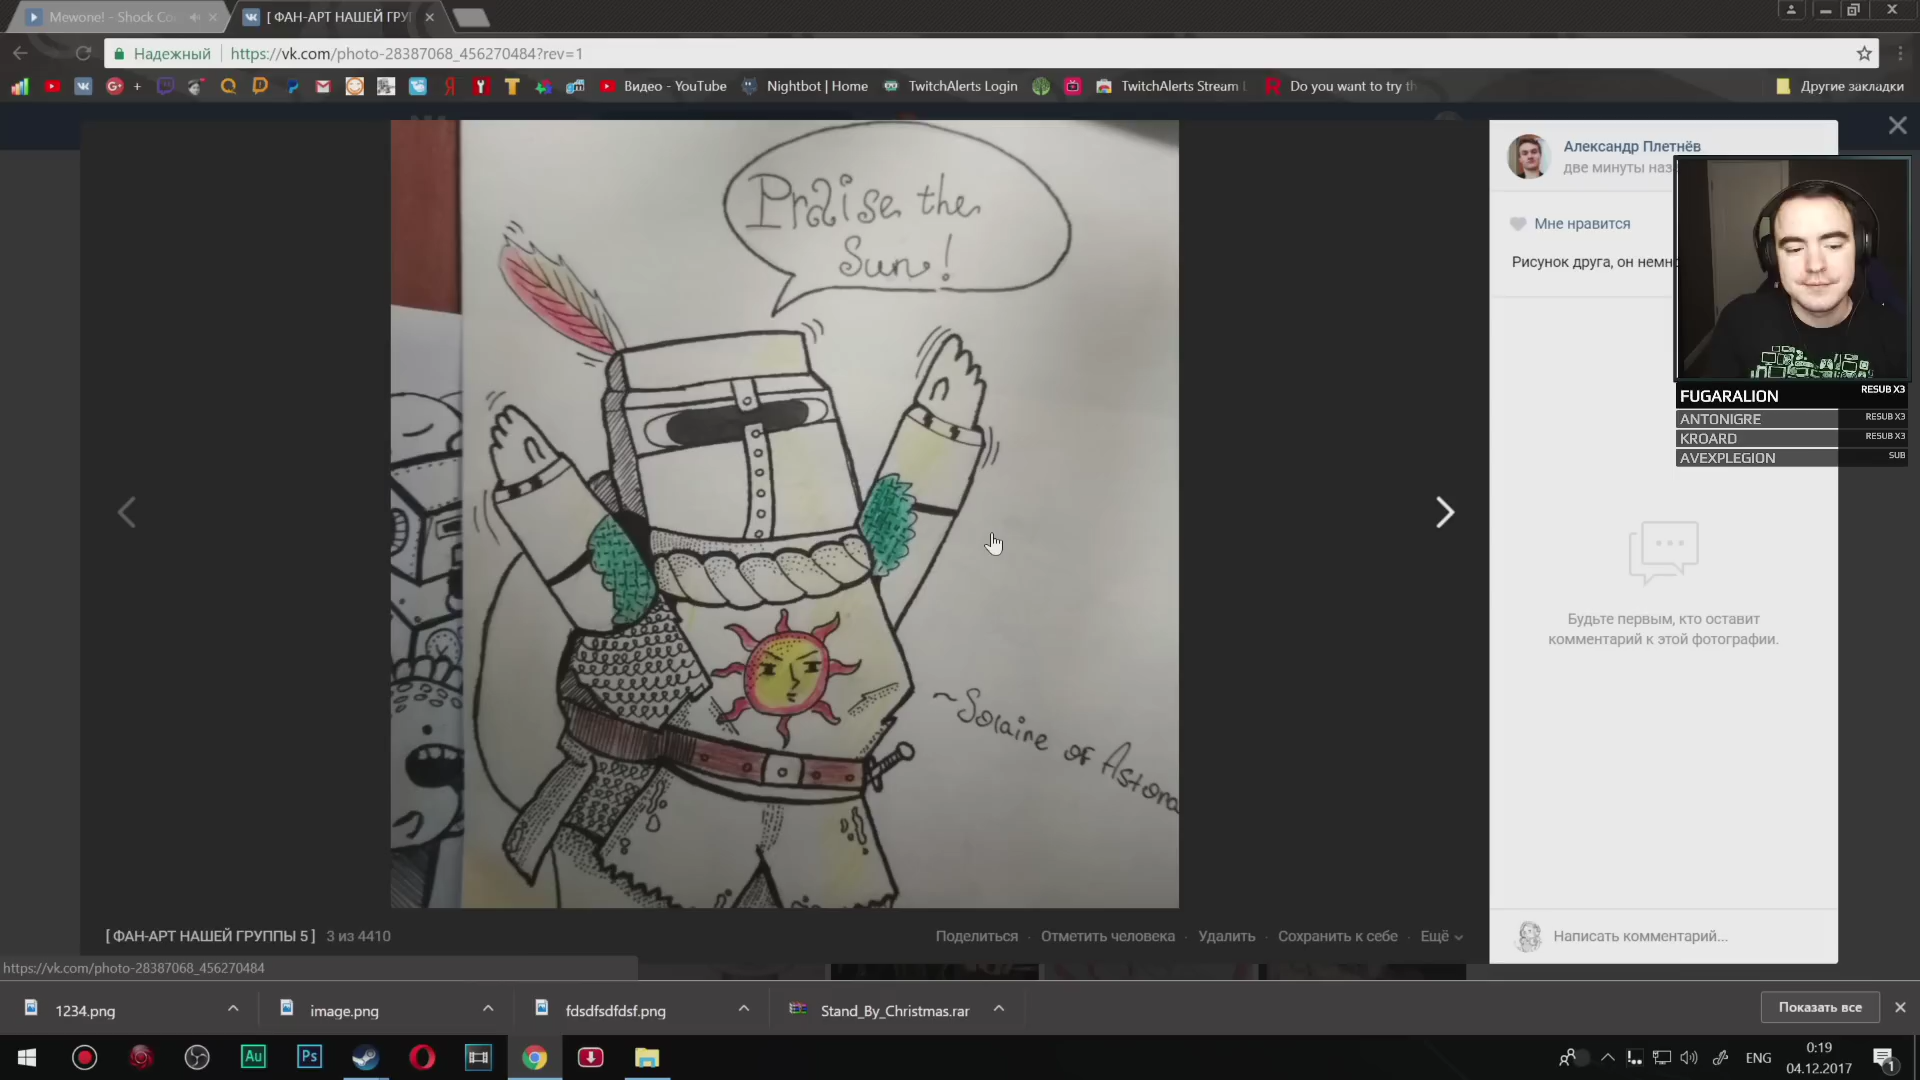 Mewone! - Shock Co
[ ФАН-АРТ НАШЕЙ ГРУП
Надежный
https://vk.com/photo-28387068_456270484?rev=1
Видео - YouTube
Nightbot | Home
TwitchAlerts Login
TwitchAlerts Stream L
Do you want to try th
Другие закладки
Praise the
Sun!
~Solaire of Astora
Александр Плетнёв
две минуты наз
Мне нравится
Рисунок друга, он немно
FUGARALION RESUB X3
ANTONIGRE RESUB X3
KROARD RESUB X3
AVEXPLEGION SUB
Будьте первым, кто оставит
комментарий к этой фотографии.
[ ФАН-АРТ НАШЕЙ ГРУППЫ 5 ] 3 из 4410
Поделиться · Отметить человека · Удалить · Сохранить к себе · Ещё
Написать комментарий...
https://vk.com/photo-28387068_456270484
1234.png
image.png
fdsdfsdfdsf.png
Stand_By_Christmas.rar
Показать все
Au
Ps
ENG
0:19
04.12.2017
1